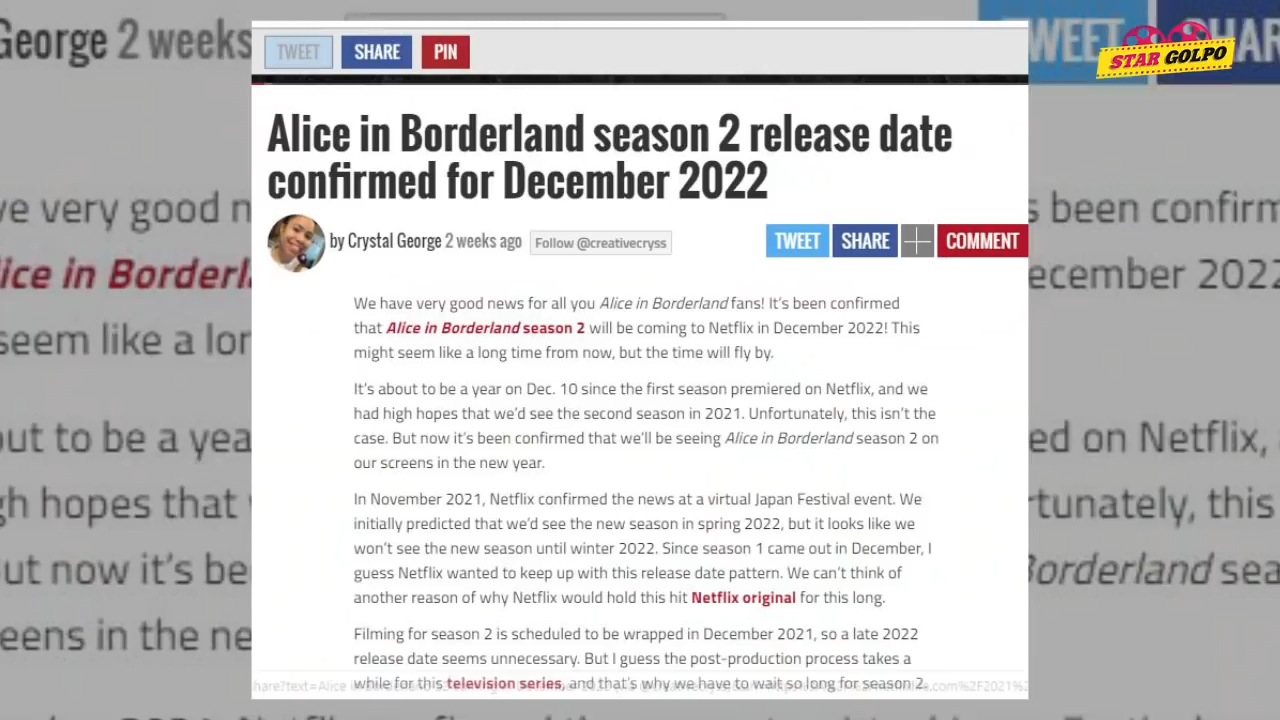 George 2 weeks
TWEET
SHARE
STAR GOLPO
TWEET
SHARE
PIN
Alice in Borderland season 2 release date
confirmed for December 2022
by Crystal George 2 weeks ago
Follow @creativecryss
TWEET
SHARE
COMMENT
We have very good news for all you Alice in Borderland fans! It’s been confirmed
that Alice in Borderland season 2 will be coming to Netflix in December 2022! This
might seem like a long time from now, but the time will fly by.
It’s about to be a year on Dec. 10 since the first season premiered on Netflix, and we
had high hopes that we’d see the second season in 2021. Unfortunately, this isn’t the
case. But now it’s been confirmed that we’ll be seeing Alice in Borderland season 2 on
our screens in the new year.
In November 2021, Netflix confirmed the news at a virtual Japan Festival event. We
initially predicted that we’d see the new season in spring 2022, but it looks like we
won’t see the new season until winter 2022. Since season 1 came out in December, I
guess Netflix wanted to keep up with this release date pattern. We can’t think of
another reason of why Netflix would hold this hit Netflix original for this long.
Filming for season 2 is scheduled to be wrapped in December 2021, so a late 2022
release date seems unnecessary. But I guess the post-production process takes a
while for this television series, and that’s why we have to wait so long for season 2.